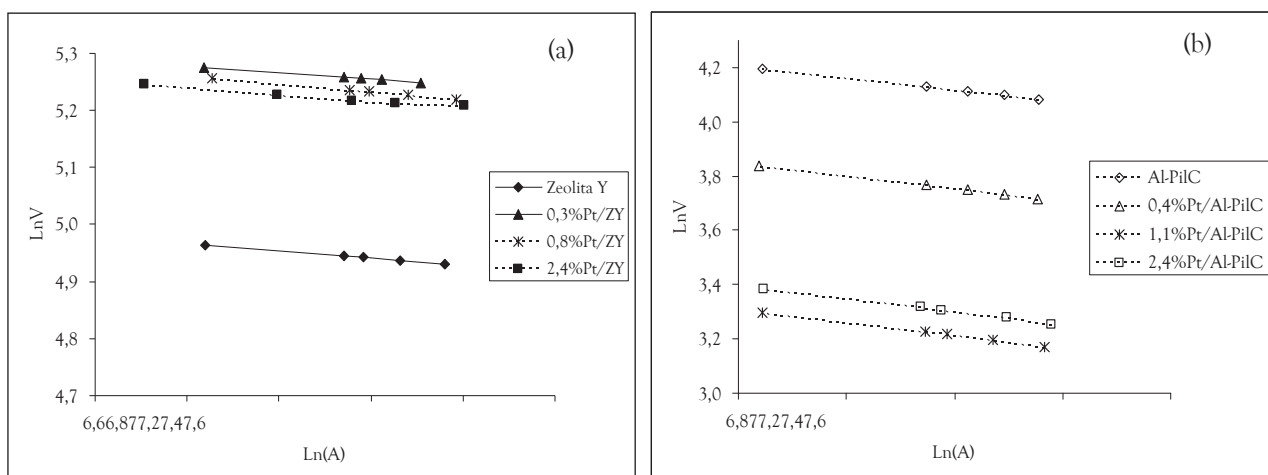 (a)
5,3
5,2
5,1
5,0
4,9
4,8
4,7
LnV
Zeolita Y
0,3%Pt/ZY
0,8%Pt/ZY
2,4%Pt/ZY
6,66,877,27,47,6
Ln(A)
(b)
4,2
4,0
3,8
3,6
3,4
3,2
3,0
LnV
Al-PilC
0,4%Pt/Al-PilC
1,1%Pt/Al-PilC
2,4%Pt/Al-PilC
6,877,27,47,6
Ln(A)